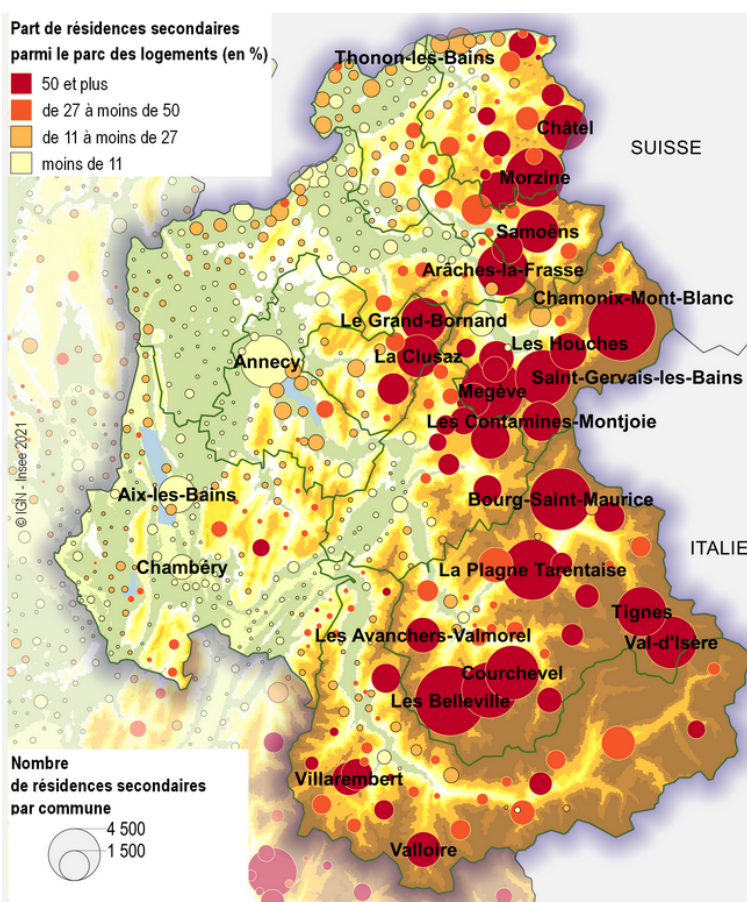 Part de résidences secondaires
parmi le parc des logements (en %)
50 et plus
de 27 à moins de 50
de 11 à moins de 27
moins de 11
Thonon-les-Bains
Châtel
SUISSE
Morzine
Samoëns
Arâches-la-Frasse
Chamonix-Mont-Blanc
Le Grand-Bornand
Les Houches
La Clusaz
Annecy
Saint-Gervais-les-Bains
Megève
Les Contamines-Montjoie
© IGN - Insee 2021
Aix-les-Bains
Bourg-Saint-Maurice
ITALIE
Chambéry
La Plagne Tarentaise
Tignes
Les Avanchers-Valmorel
Val-d'Isère
Courchevel
Les Belleville
Villarembert
Valloire
Nombre
de résidences secondaires
par commune
4 500
1 500